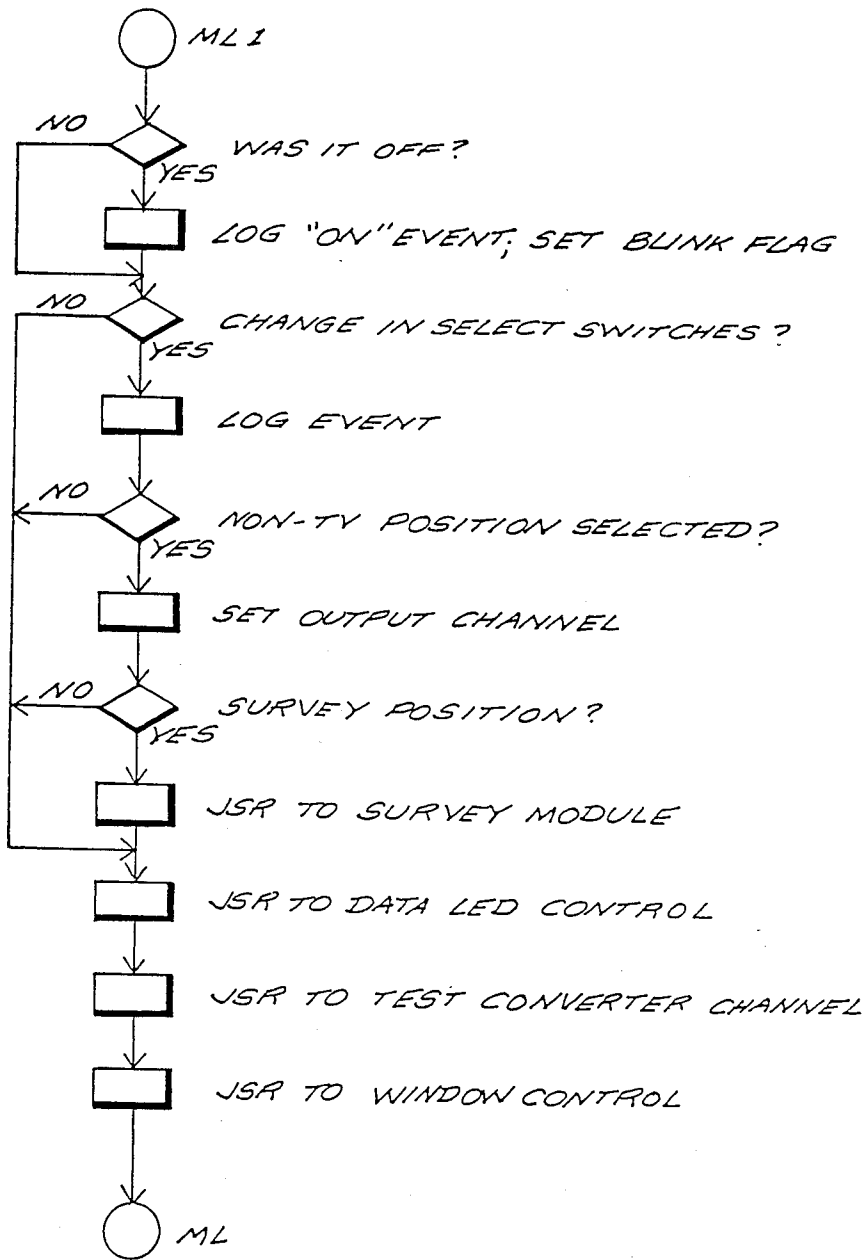 ML1
NO
WAS IT OFF?
YES
LOG "ON" EVENT; SET BLINK FLAG
NO
CHANGE IN SELECT SWITCHES?
YES
LOG EVENT
NO
NON-TV POSITION SELECTED?
YES
SET OUTPUT CHANNEL
NO
SURVEY POSITION?
YES
JSR TO SURVEY MODULE
JSR TO DATA LED CONTROL
JSR TO TEST CONVERTER CHANNEL
JSR TO WINDOW CONTROL
ML